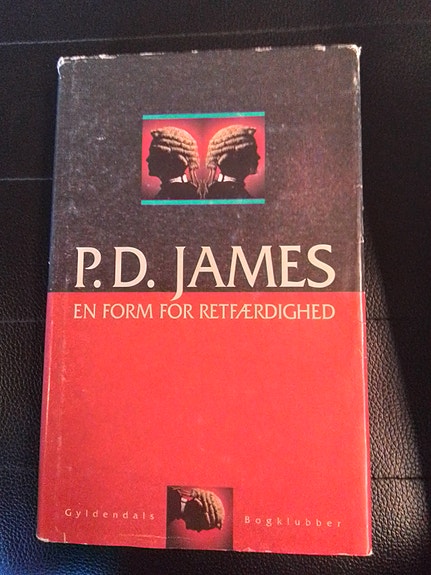 P. D. JAMES
EN FORM FOR RETFÆRDIGHED
Gyldendals Bogklubber